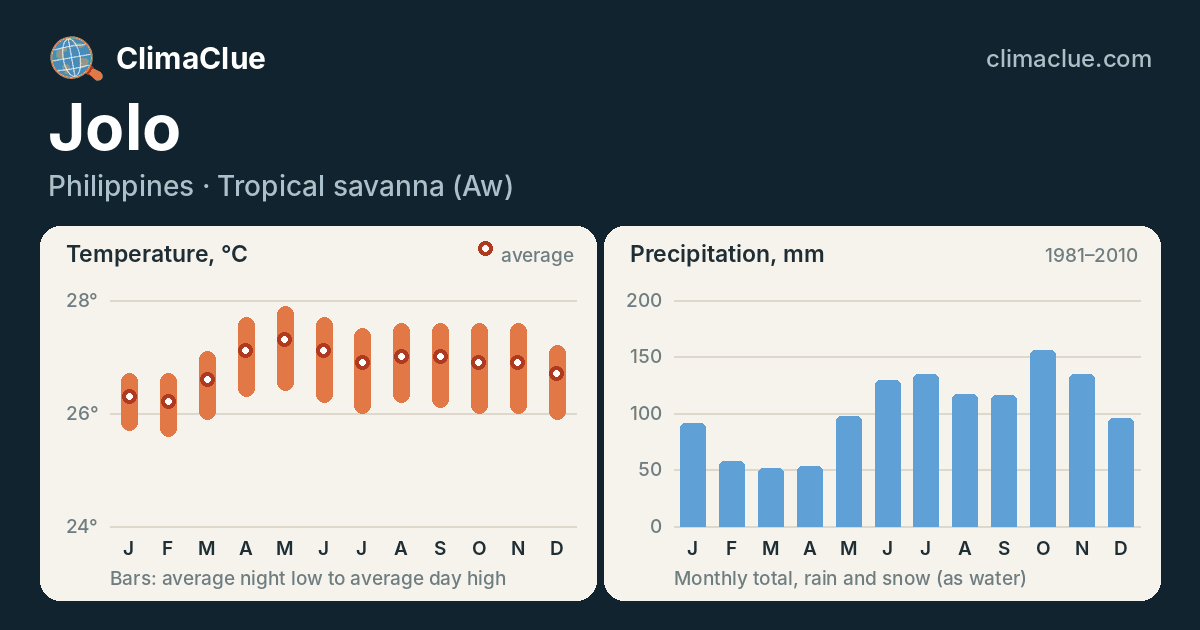 ClimaClue
climaclue.com
Jolo
Philippines · Tropical savanna (Aw)
Temperature, °C
average
28°
26°
24°
J F M A M J J A S O N D
Bars: average night low to average day high
Precipitation, mm
1981–2010
200
150
100
50
0
J F M A M J J A S O N D
Monthly total, rain and snow (as water)